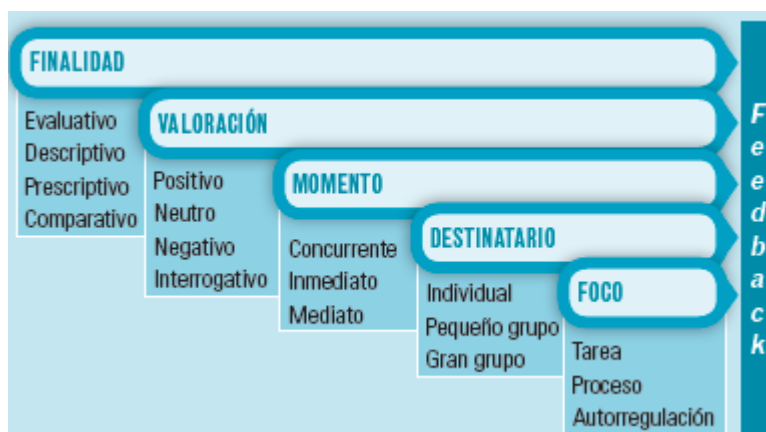 FINALIDAD
Evaluativo
Descriptivo
Prescriptivo
Comparativo
VALORACIÓN
Positivo
Neutro
Negativo
Interrogativo
MOMENTO
Concurrente
Inmediato
Mediato
DESTINATARIO
Individual
Pequeño grupo
Gran grupo
FOCO
Tarea
Proceso
Autorregulación
Feedback